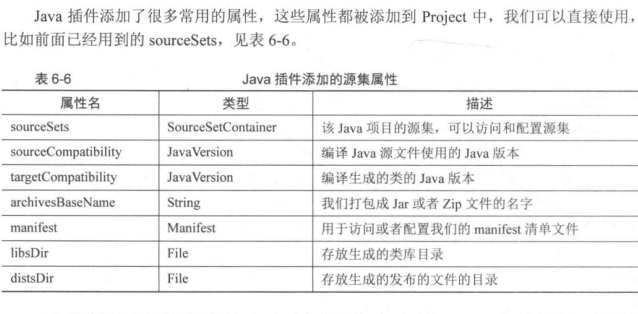 Java 插件添加了很多常用的属性，这些属性都被添加到 Project 中，我们可以直接使用，
比如前面已经用到的 sourceSets，见表 6-6。
表 6-6 Java 插件添加的源集属性
属性名 类型 描述
sourceSets SourceSetContainer 该 Java 项目的源集，可以访问和配置源集
sourceCompatibility JavaVersion 编译 Java 源文件使用的 Java 版本
targetCompatibility JavaVersion 编译生成的类的 Java 版本
archivesBaseName String 我们打包成 Jar 或者 Zip 文件的名字
manifest Manifest 用于访问或者配置我们的 manifest 清单文件
libsDir File 存放生成的类库目录
distsDir File 存放生成的发布的文件的目录